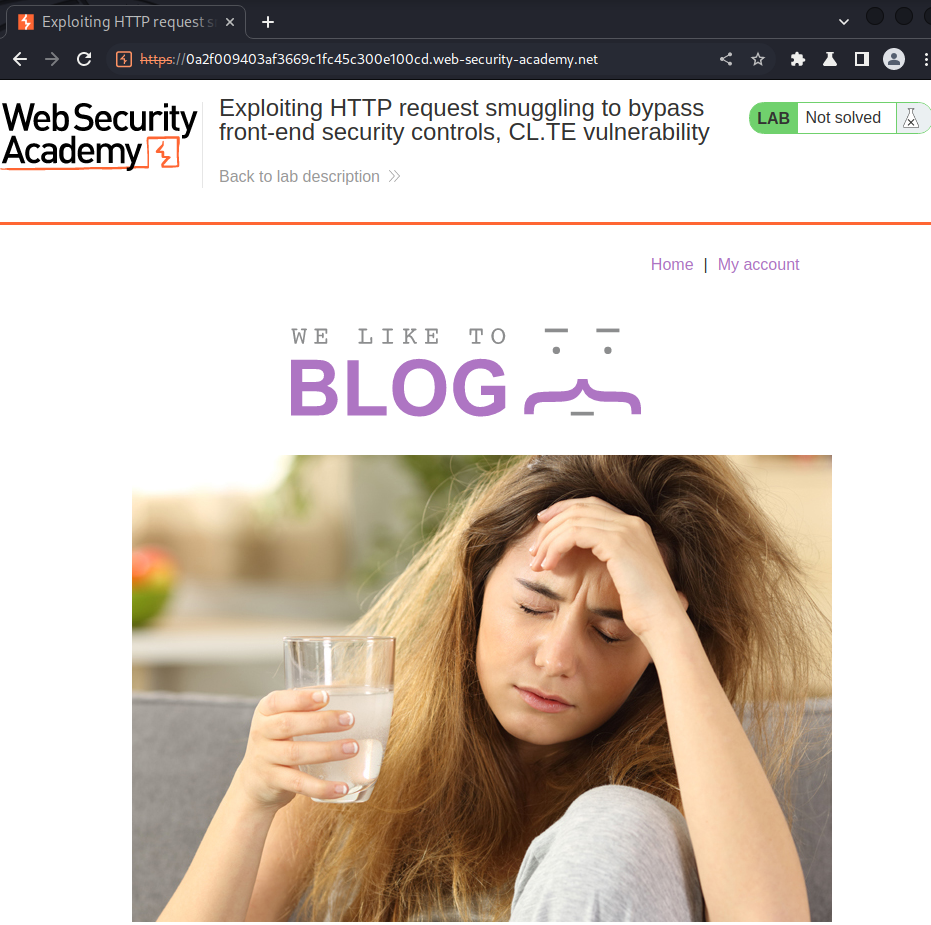 Exploiting HTTP request s
https://0a2f009403af3669c1fc45c300e100cd.web-security-academy.net
Web Security
Academy
Exploiting HTTP request smuggling to bypass
front-end security controls, CL.TE vulnerability
LAB Not solved
Back to lab description
Home | My account
WE LIKE TO
BLOG